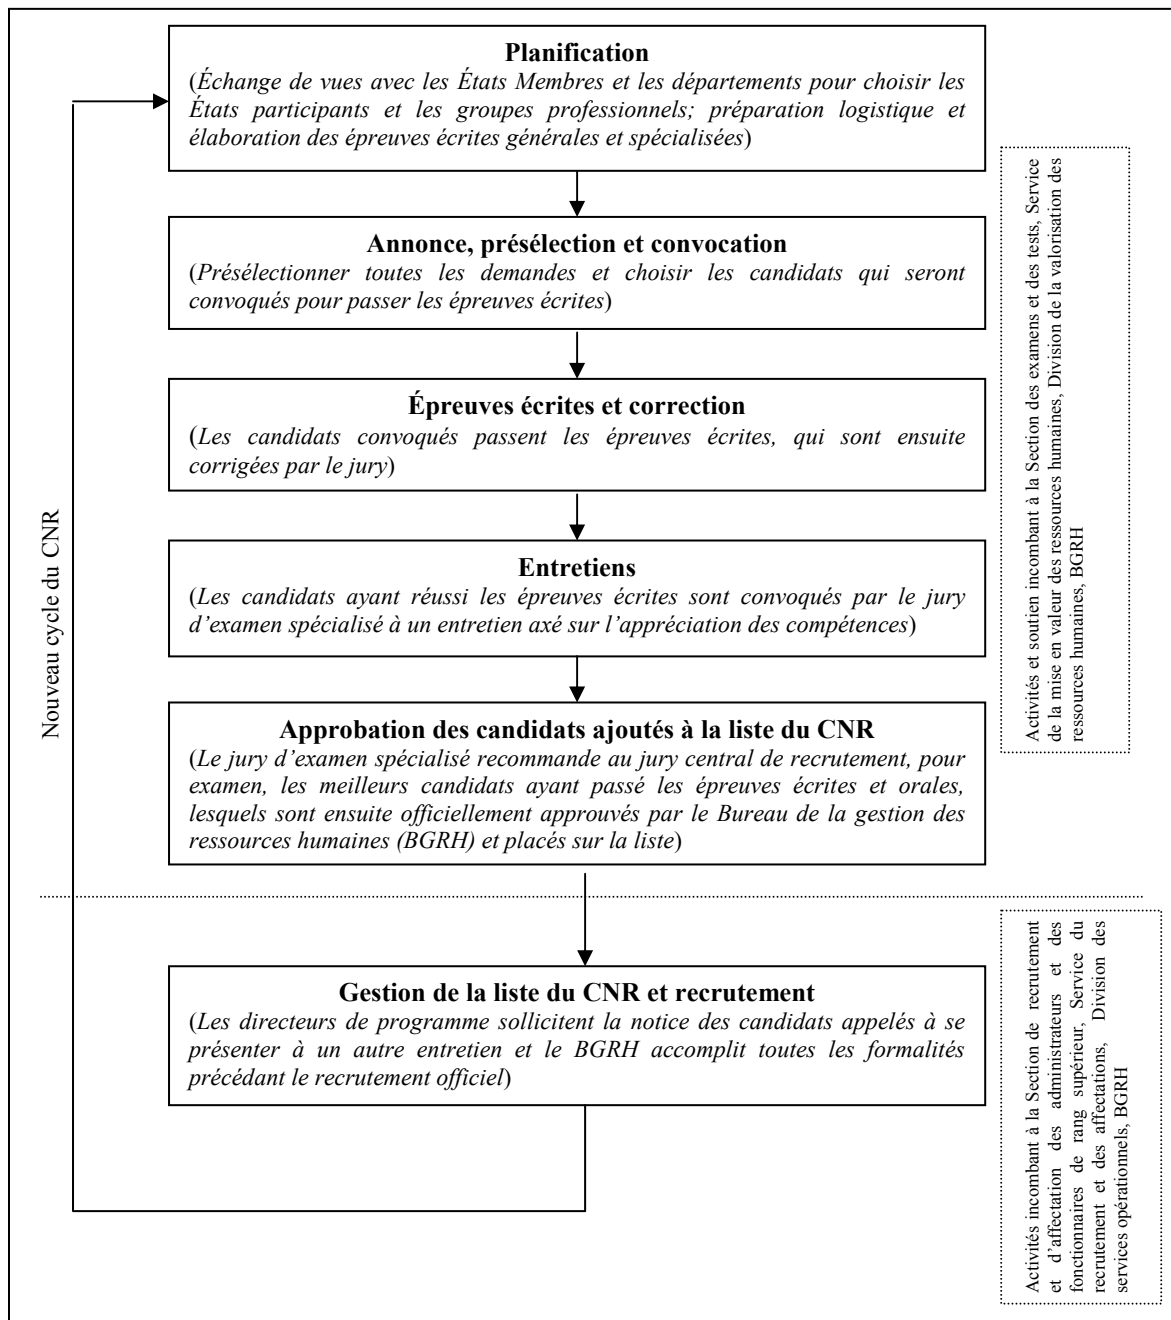 Planification
(Échange de vues avec les États Membres et les départements pour choisir les
États participants et les groupes professionnels; préparation logistique et
élaboration des épreuves écrites générales et spécialisées)
Annonce, présélection et convocation
(Présélectionner toutes les demandes et choisir les candidats qui seront
convoqués pour passer les épreuves écrites)
Épreuves écrites et correction
(Les candidats convoqués passent les épreuves écrites, qui sont ensuite
corrigées par le jury)
Entretiens
(Les candidats ayant réussi les épreuves écrites sont convoqués par le jury
d’examen spécialisé à un entretien axé sur l’appréciation des compétences)
Approbation des candidats ajoutés à la liste du CNR
(Le jury d’examen spécialisé recommande au jury central de recrutement, pour
examen, les meilleurs candidats ayant passé les épreuves écrites et orales,
lesquels sont ensuite officiellement approuvés par le Bureau de la gestion des
ressources humaines (BGRH) et placés sur la liste)
Gestion de la liste du CNR et recrutement
(Les directeurs de programme sollicitent la notice des candidats appelés à se
présenter à un autre entretien et le BGRH accomplit toutes les formalités
précédant le recrutement officiel)
Nouveau cycle du CNR
Activités et soutien incombant à la Section des examens et des tests, Service
de la mise en valeur des ressources humaines, Division de la valorisation des
ressources humaines, BGRH
Activités incombant à la Section de recrutement
et d’affectation des administrateurs et des
fonctionnaires de rang supérieur, Service du
recrutement et des affectations, Division des
services opérationnels, BGRH